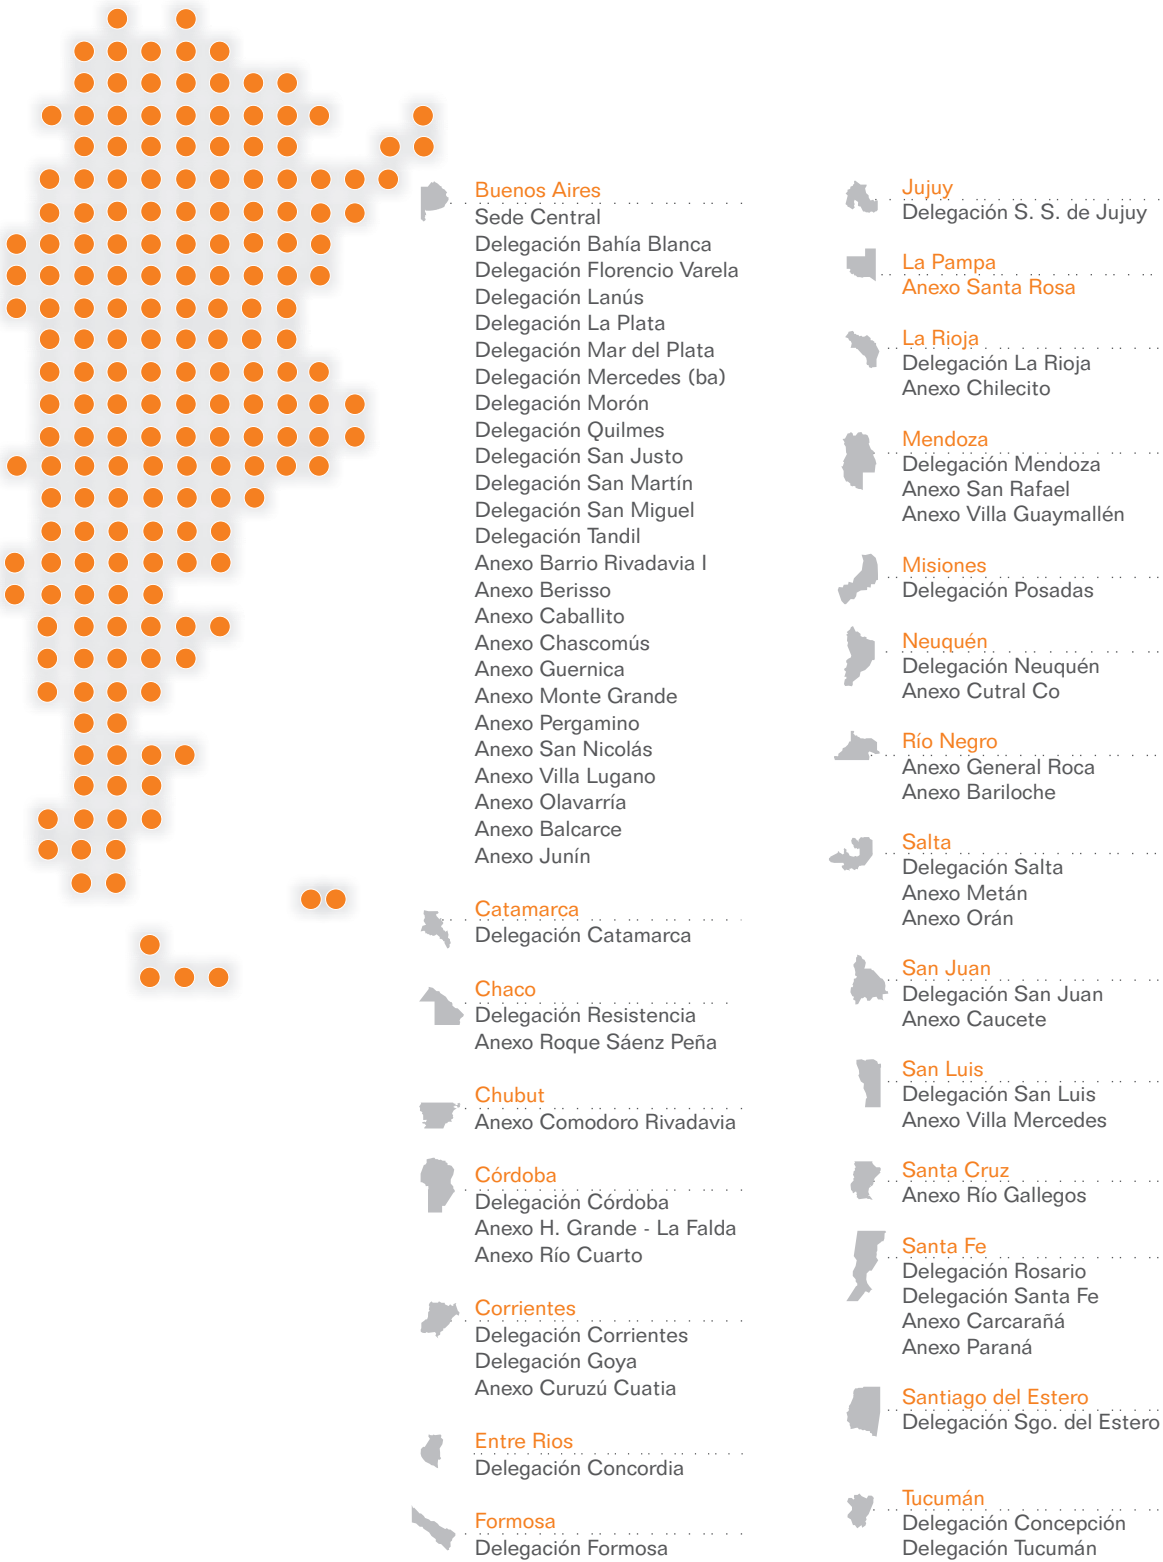 Buenos Aires
Sede Central
Delegación Bahía Blanca
Delegación Florencio Varela
Delegación Lanús
Delegación La Plata
Delegación Mar del Plata
Delegación Mercedes (ba)
Delegación Morón
Delegación Quilmes
Delegación San Justo
Delegación San Martín
Delegación San Miguel
Delegación Tandil
Anexo Barrio Rivadavia I
Anexo Berisso
Anexo Caballito
Anexo Chascomús
Anexo Guernica
Anexo Monte Grande
Anexo Pergamino
Anexo San Nicolás
Anexo Villa Lugano
Anexo Olavarría
Anexo Balcarce
Anexo Junín
Catamarca
Delegación Catamarca
Chaco
Delegación Resistencia
Anexo Roque Sáenz Peña
Chubut
Anexo Comodoro Rivadavia
Córdoba
Delegación Córdoba
Anexo H. Grande - La Falda
Anexo Río Cuarto
Corrientes
Delegación Corrientes
Delegación Goya
Anexo Curuzú Cuatia
Entre Rios
Delegación Concordia
Formosa
Delegación Formosa
Jujuy
Delegación S. S. de Jujuy
La Pampa
Anexo Santa Rosa
La Rioja
Delegación La Rioja
Anexo Chilecito
Mendoza
Delegación Mendoza
Anexo San Rafael
Anexo Villa Guaymallén
Misiones
Delegación Posadas
Neuquén
Delegación Neuquén
Anexo Cutral Co
Río Negro
Anexo General Roca
Anexo Bariloche
Salta
Delegación Salta
Anexo Metán
Anexo Orán
San Juan
Delegación San Juan
Anexo Caucete
San Luis
Delegación San Luis
Anexo Villa Mercedes
Santa Cruz
Anexo Río Gallegos
Santa Fe
Delegación Rosario
Delegación Santa Fe
Anexo Carcarañá
Anexo Paraná
Santiago del Estero
Delegación Sgo. del Estero
Tucumán
Delegación Concepción
Delegación Tucumán